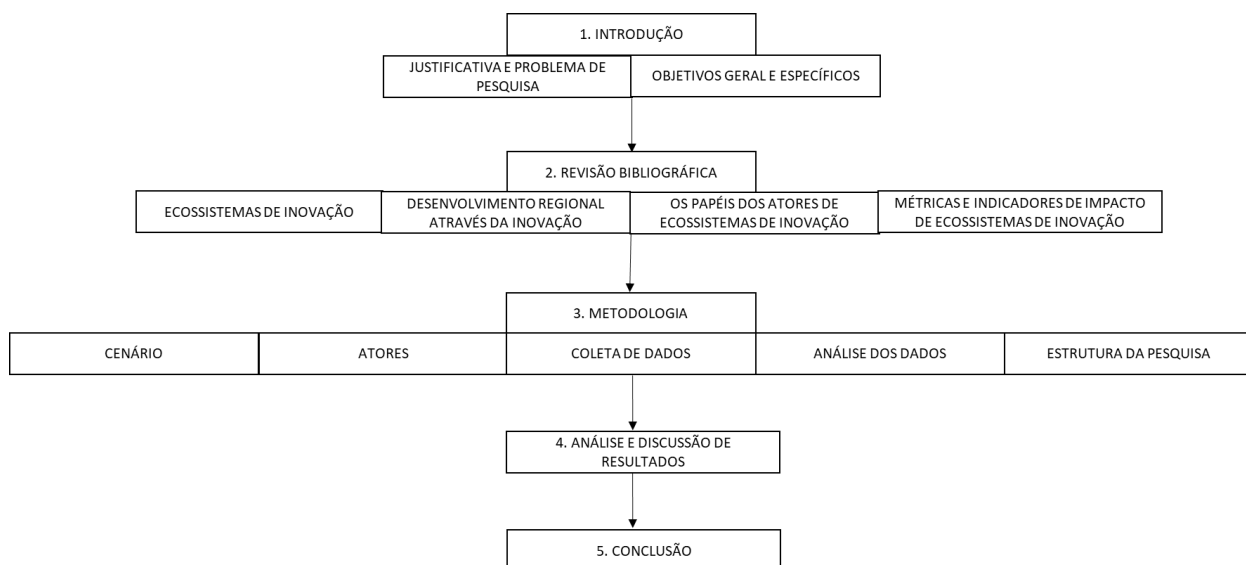 1. INTRODUÇÃO
JUSTIFICATIVA E PROBLEMA DE
PESQUISA
OBJETIVOS GERAL E ESPECÍFICOS
2. REVISÃO BIBLIOGRÁFICA
ECOSSISTEMAS DE INOVAÇÃO
DESENVOLVIMENTO REGIONAL
ATRAVÉS DA INOVAÇÃO
OS PAPÉIS DOS ATORES DE
ECOSSISTEMAS DE INOVAÇÃO
MÉTRICAS E INDICADORES DE IMPACTO
DE ECOSSISTEMAS DE INOVAÇÃO
3. METODOLOGIA
CENÁRIO
ATORES
COLETA DE DADOS
ANÁLISE DOS DADOS
ESTRUTURA DA PESQUISA
4. ANÁLISE E DISCUSSÃO DE
RESULTADOS
5. CONCLUSÃO